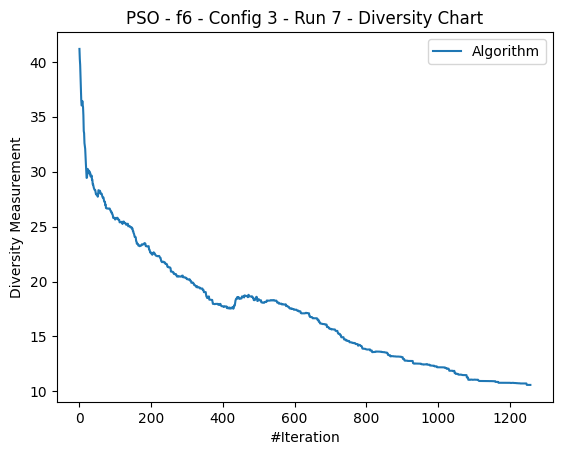 PSO - f6 - Config 3 - Run 7 - Diversity Chart
Algorithm
40
35
30
25
20
15
10
Diversity Measurement
0 200 400 600 800 1000 1200
#Iteration